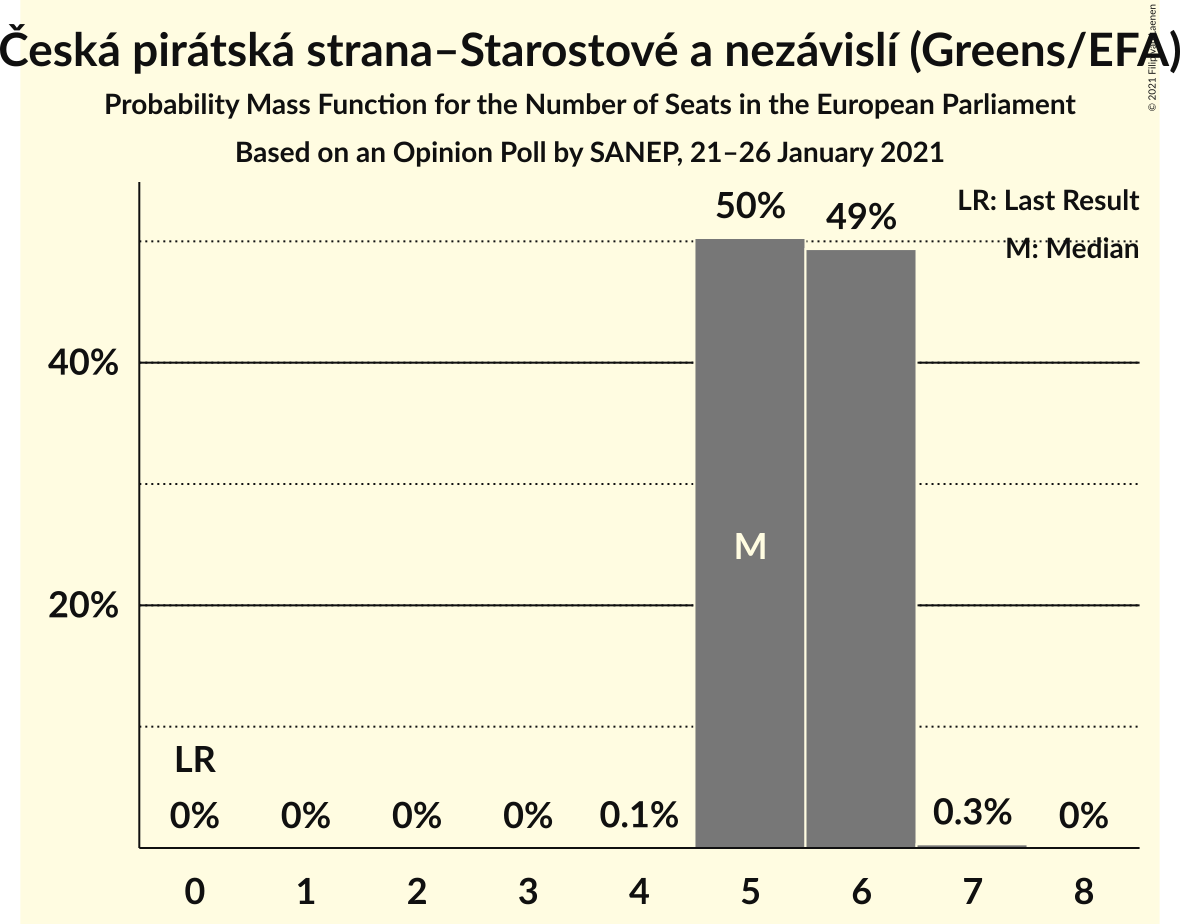 Česká pirátská strana–Starostové a nezávislí (Greens/EFA)
Probability Mass Function for the Number of Seats in the European Parliament
Based on an Opinion Poll by SANEP, 21–26 January 2021
© 2021 Filip
LR: Last Result
M: Median
50%
49%
40%
M
20%
LR
0%
0%
0%
0%
0.1%
0.3%
0%
0
1
2
3
4
5
6
7
8